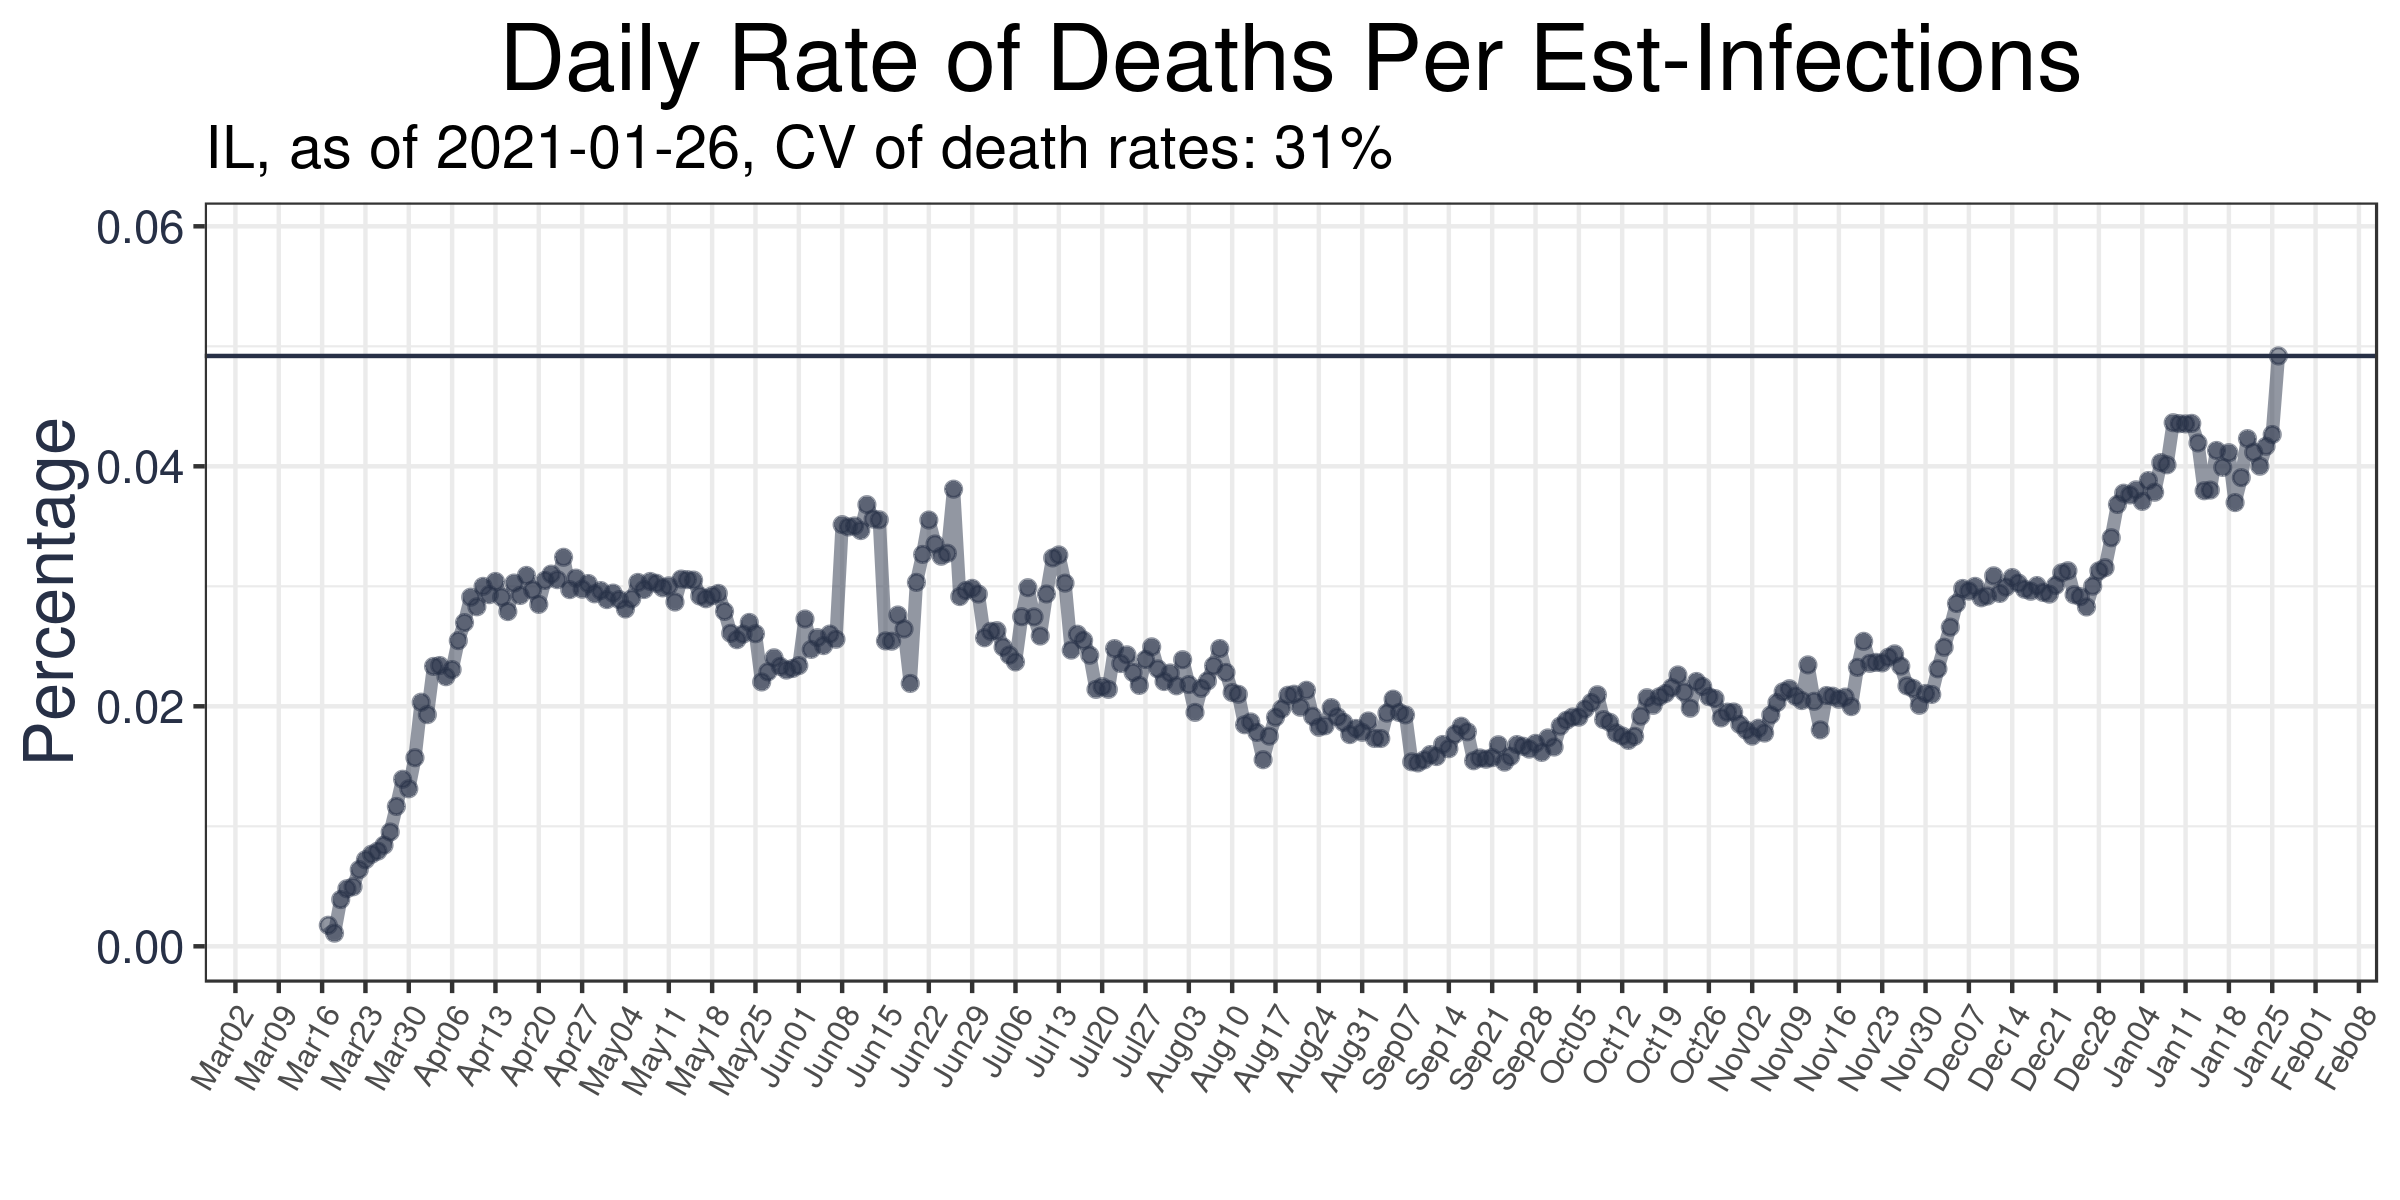 Daily Rate of Deaths Per Est-Infections
IL, as of 2021-01-26, CV of death rates: 31%
Percentage
0.06
0.04
0.02
0.00
Mar02
Mar09
Mar16
Mar23
Mar30
Apr06
Apr13
Apr20
Apr27
May04
May11
May18
May25
Jun01
Jun08
Jun15
Jun22
Jun29
Jul06
Jul13
Jul20
Jul27
Aug03
Aug10
Aug17
Aug24
Aug31
Sep07
Sep14
Sep21
Sep28
Oct05
Oct12
Oct19
Oct26
Nov02
Nov09
Nov16
Nov23
Nov30
Dec07
Dec14
Dec21
Dec28
Jan04
Jan11
Jan18
Jan25
Feb01
Feb08